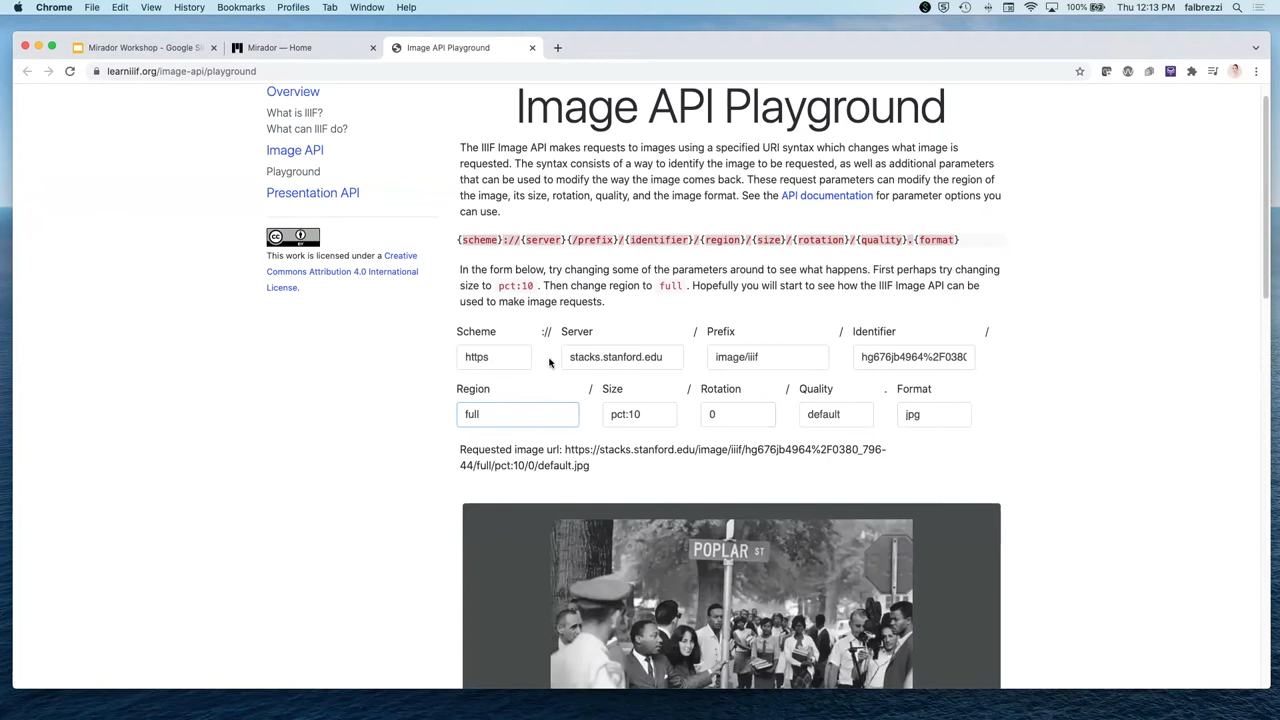 Chrome File Edit View History Bookmarks Profiles Tab Window Help 100% Thu 12:13 PM falbrezzi
Mirador Workshop - Google Sl Mirador — Home Image API Playground
learniiif.org/image-api/playground
Overview
What is IIIF?
What can IIIF do?
Image API
Playground
Presentation API
CC BY
This work is licensed under a Creative
Commons Attribution 4.0 International
License.
Image API Playground
The IIIF Image API makes requests to images using a specified URI syntax which changes what image is
requested. The syntax consists of a way to identify the image to be requested, as well as additional parameters
that can be used to modify the way the image comes back. These request parameters can modify the region of
the image, its size, rotation, quality, and the image format. See the API documentation for parameter options you
can use.
{scheme}://{server}{/prefix}/{identifier}/{region}/{size}/{rotation}/{quality}.{format}
In the form below, try changing some of the parameters around to see what happens. First perhaps try changing
size to pct:10 . Then change region to full . Hopefully you will start to see how the IIIF Image API can be
used to make image requests.
Scheme :// Server / Prefix / Identifier /
https stacks.stanford.edu image/iiif hg676jb4964%2F0380
Region / Size / Rotation / Quality . Format
full pct:10 0 default jpg
Requested image url: https://stacks.stanford.edu/image/iiif/hg676jb4964%2F0380_796-
44/full/pct:10/0/default.jpg
POPLAR ST